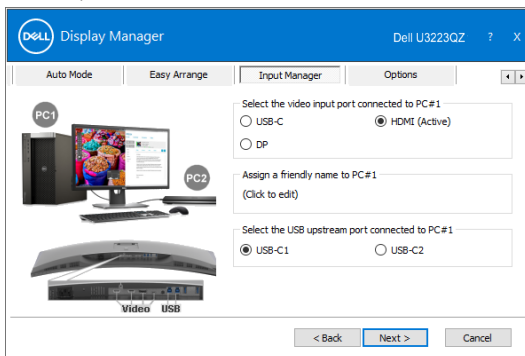 DELL Display Manager
Dell U3223QZ ? X
Auto Mode Easy Arrange Input Manager Options
PC1
PC2
Video USB
Select the video input port connected to PC#1
USB-C HDMI (Active)
DP
Assign a friendly name to PC#1
(Click to edit)
Select the USB upstream port connected to PC#1
USB-C1 USB-C2
< Back Next > Cancel